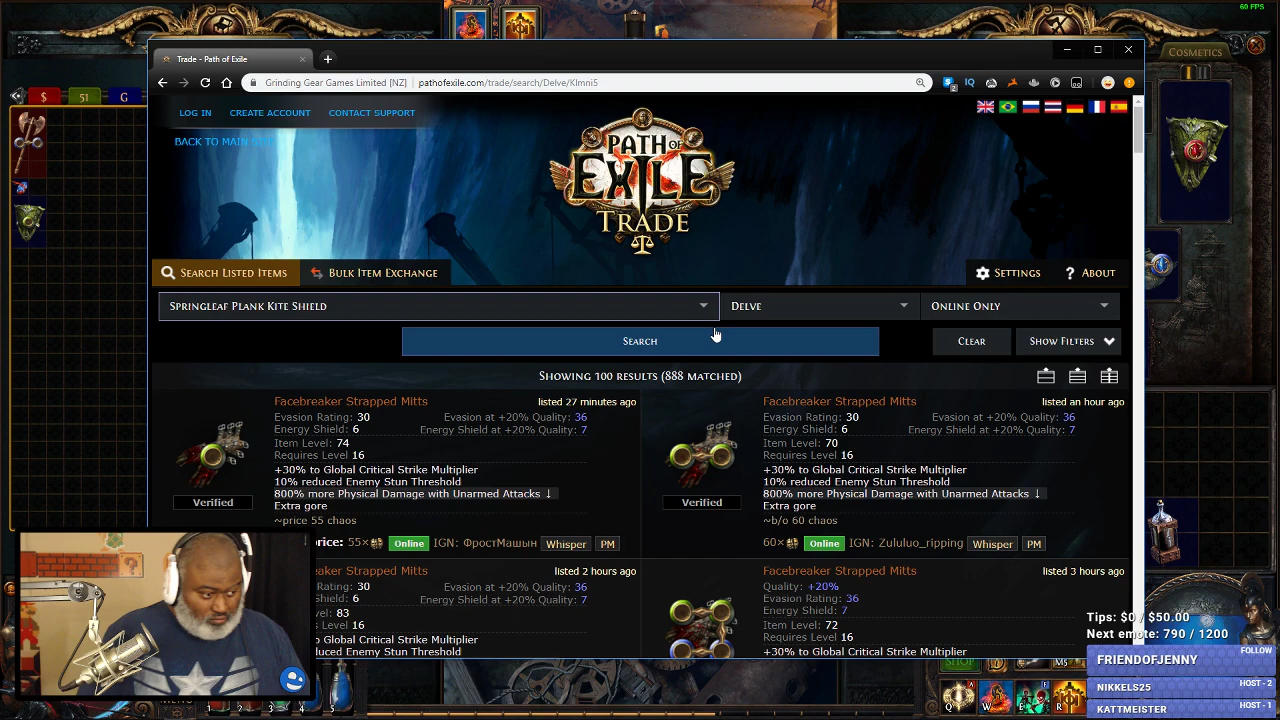 60 FPS
Trade - Path of Exile
Grinding Gear Games Limited [NZ] | pathofexile.com/trade/search/Delve/KImni5
COSMETICS
$ 51 G
LOG IN CREATE ACCOUNT CONTACT SUPPORT
BACK TO MAIN
PATH OF EXILE TRADE
SEARCH LISTED ITEMS BULK ITEM EXCHANGE SETTINGS ? ABOUT
SPRINGLEAF PLANK KITE SHIELD DELVE ONLINE ONLY
SEARCH CLEAR SHOW FILTERS
SHOWING 100 RESULTS (888 MATCHED)
Facebreaker Strapped Mitts listed 27 minutes ago
Evasion Rating: 30 Evasion at +20% Quality: 36
Energy Shield: 6 Energy Shield at +20% Quality: 7
Item Level: 74
Requires Level 16
+30% to Global Critical Strike Multiplier
10% reduced Enemy Stun Threshold
800% more Physical Damage with Unarmed Attacks ↓
Extra gore
Verified
~price 55 chaos
price: 55× Online IGN: ФростМашын Whisper PM
Facebreaker Strapped Mitts listed an hour ago
Evasion Rating: 30 Evasion at +20% Quality: 36
Energy Shield: 6 Energy Shield at +20% Quality: 7
Item Level: 70
Requires Level 16
+30% to Global Critical Strike Multiplier
10% reduced Enemy Stun Threshold
800% more Physical Damage with Unarmed Attacks ↓
Extra gore
Verified
~b/o 60 chaos
60× Online IGN: Zululuo_ripping Whisper PM
eaker Strapped Mitts listed 2 hours ago
Rating: 30 Evasion at +20% Quality: 36
hield: 6 Energy Shield at +20% Quality: 7
vel: 83
s Level 16
o Global Critical Strike Multiplier
duced Enemy Stun Threshold
Facebreaker Strapped Mitts listed 3 hours ago
Quality: +20%
Evasion Rating: 36
Energy Shield: 7
Item Level: 72
Requires Level 16
+30% to Global Critical Strike Multiplier
Tips: $0 / $50.00
Next emote: 790 / 1200
FOLLOW
FRIENDOFJENNY
HOST - 2
NIKKELS25
HOST - 1
KATTMEISTER
SHOP
Q W E R